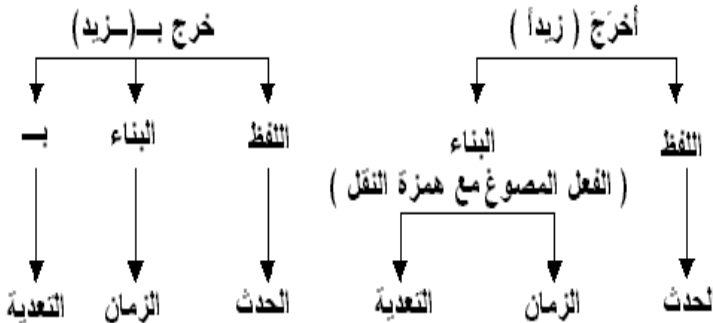 أخرَجَ ( زيداً )
اللفظ
البناء
( الفعل المصوغ مع همزة النقل )
لحدث
الزمان
التعدية
خرج بـ(ـزيد)
اللفظ
البناء
بـ
الحدث
الزمان
التعدية